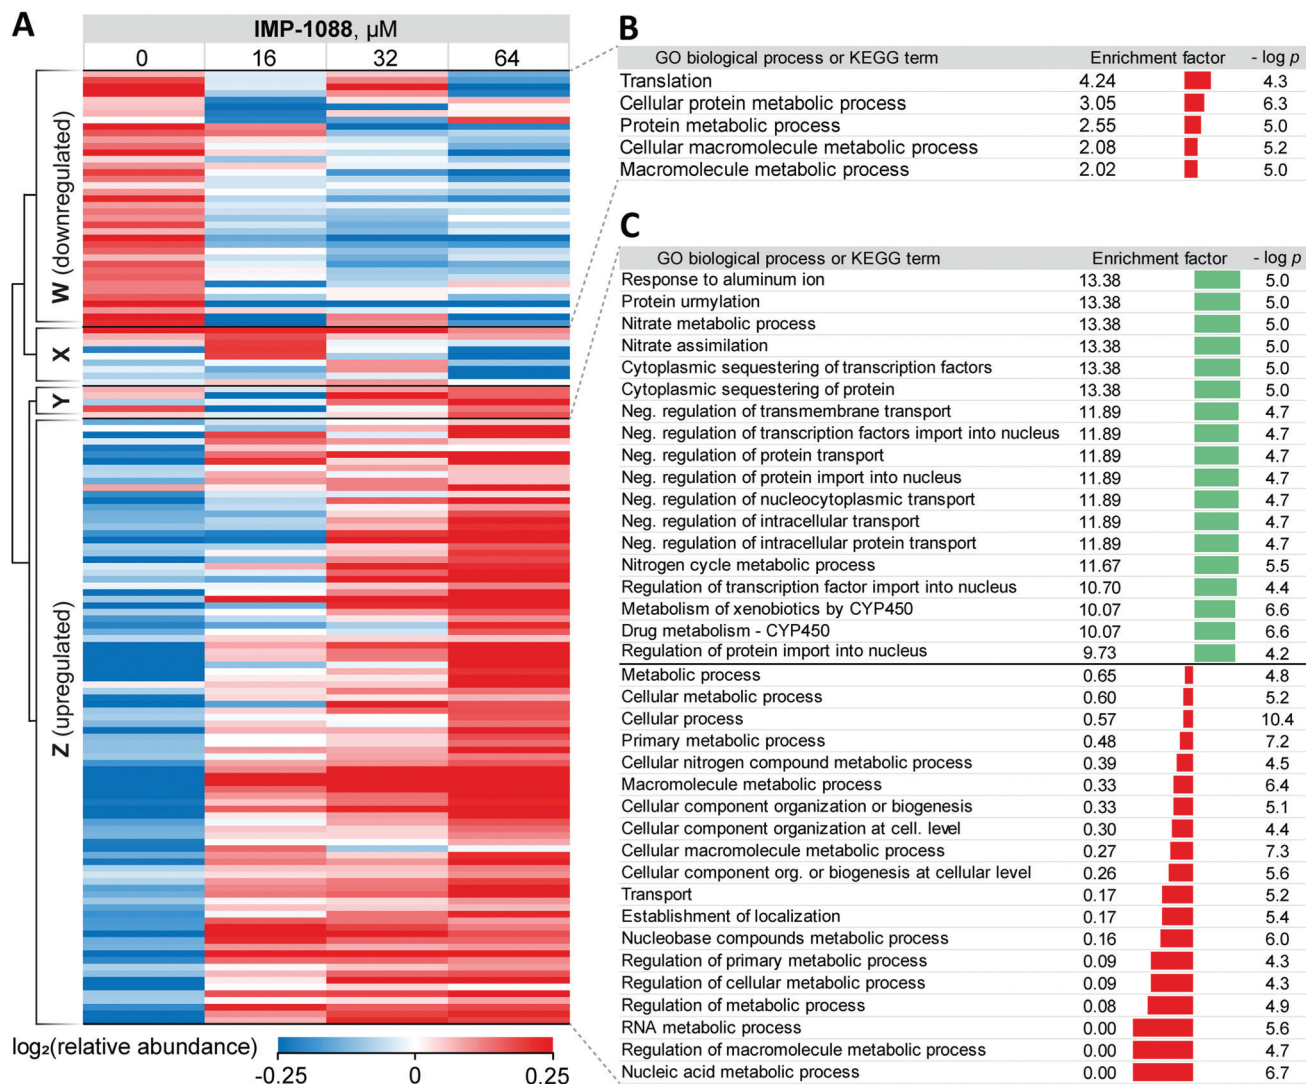 A
IMP-1088, µM
0 16 32 64
W (downregulated)
X
Y
Z (upregulated)
log₂(relative abundance)
-0.25 0 0.25
B
GO biological process or KEGG term Enrichment factor - log p
Translation 4.24 4.3
Cellular protein metabolic process 3.05 6.3
Protein metabolic process 2.55 5.0
Cellular macromolecule metabolic process 2.08 5.2
Macromolecule metabolic process 2.02 5.0
C
GO biological process or KEGG term Enrichment factor - log p
Response to aluminum ion 13.38 5.0
Protein urmylation 13.38 5.0
Nitrate metabolic process 13.38 5.0
Nitrate assimilation 13.38 5.0
Cytoplasmic sequestering of transcription factors 13.38 5.0
Cytoplasmic sequestering of protein 13.38 5.0
Neg. regulation of transmembrane transport 11.89 4.7
Neg. regulation of transcription factors import into nucleus 11.89 4.7
Neg. regulation of protein transport 11.89 4.7
Neg. regulation of protein import into nucleus 11.89 4.7
Neg. regulation of nucleocytoplasmic transport 11.89 4.7
Neg. regulation of intracellular transport 11.89 4.7
Neg. regulation of intracellular protein transport 11.89 4.7
Nitrogen cycle metabolic process 11.67 5.5
Regulation of transcription factor import into nucleus 10.70 4.4
Metabolism of xenobiotics by CYP450 10.07 6.6
Drug metabolism - CYP450 10.07 6.6
Regulation of protein import into nucleus 9.73 4.2
Metabolic process 0.65 4.8
Cellular metabolic process 0.60 5.2
Cellular process 0.57 10.4
Primary metabolic process 0.48 7.2
Cellular nitrogen compound metabolic process 0.39 4.5
Macromolecule metabolic process 0.33 6.4
Cellular component organization or biogenesis 0.33 5.1
Cellular component organization at cell. level 0.30 4.4
Cellular macromolecule metabolic process 0.27 7.3
Cellular component org. or biogenesis at cellular level 0.26 5.6
Transport 0.17 5.2
Establishment of localization 0.17 5.4
Nucleobase compounds metabolic process 0.16 6.0
Regulation of primary metabolic process 0.09 4.3
Regulation of cellular metabolic process 0.09 4.3
Regulation of metabolic process 0.08 4.9
RNA metabolic process 0.00 5.6
Regulation of macromolecule metabolic process 0.00 4.7
Nucleic acid metabolic process 0.00 6.7